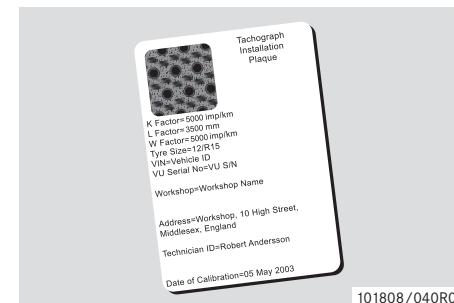 Tachograph
Installation
Plaque
K Factor=5000 imp/km
L Factor=3500 mm
W Factor=5000 imp/km
Tyre Size=12/R15
VIN=Vehicle ID
VU Serial No=VU S/N
Workshop=Workshop Name
Address=Workshop, 10 High Street,
Middlesex, England
Technician ID=Robert Andersson
Date of Calibration=05 May 2003
101808/040R0